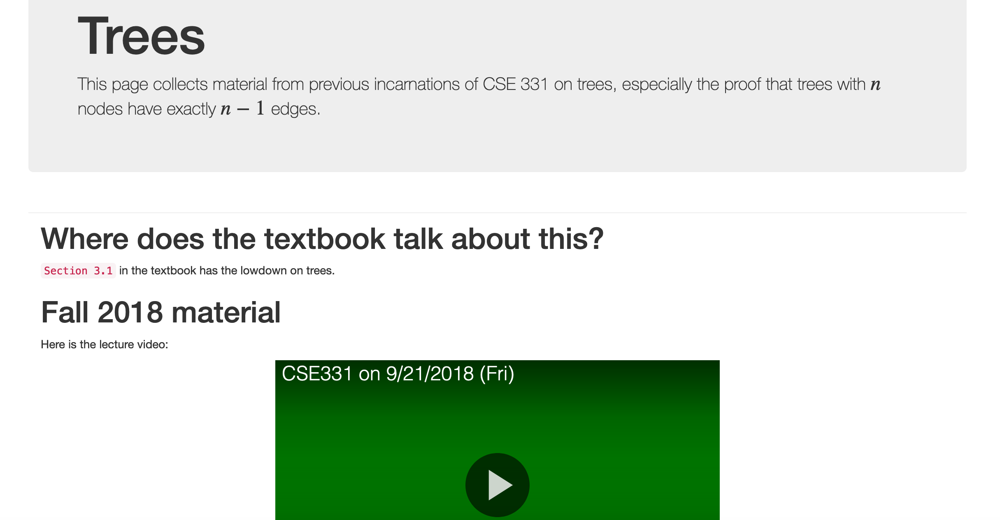 Trees
This page collects material from previous incarnations of CSE 331 on trees, especially the proof that trees with n
nodes have exactly n − 1 edges.
Where does the textbook talk about this?
Section 3.1 in the textbook has the lowdown on trees.
Fall 2018 material
Here is the lecture video:
CSE331 on 9/21/2018 (Fri)